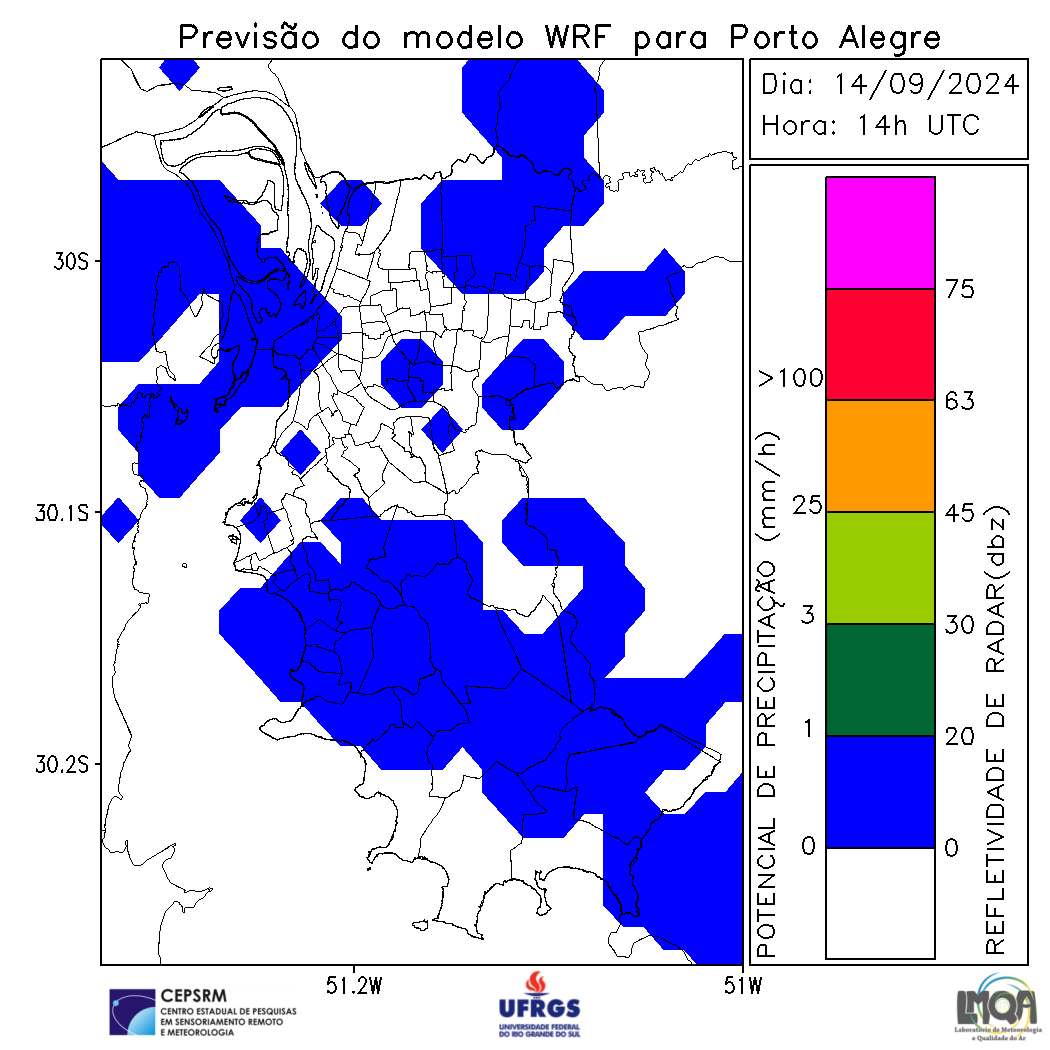 Previsão do modelo WRF para Porto Alegre
Dia: 14/09/2024
Hora: 14h UTC
30S
30.1S
30.2S
51.2W
51W
POTENCIAL DE PRECIPITAÇÃO (mm/h)
>100
25
3
1
0
75
63
45
30
20
0
REFLETIVIDADE DE RADAR(dbz)
CEPSRM
CENTRO ESTADUAL DE PESQUISAS
EM SENSORIAMENTO REMOTO
E METEOROLOGIA
UFRGS
UNIVERSIDADE FEDERAL
DO RIO GRANDE DO SUL
LMQA
Laboratório de Meteorologia
e Qualidade do Ar